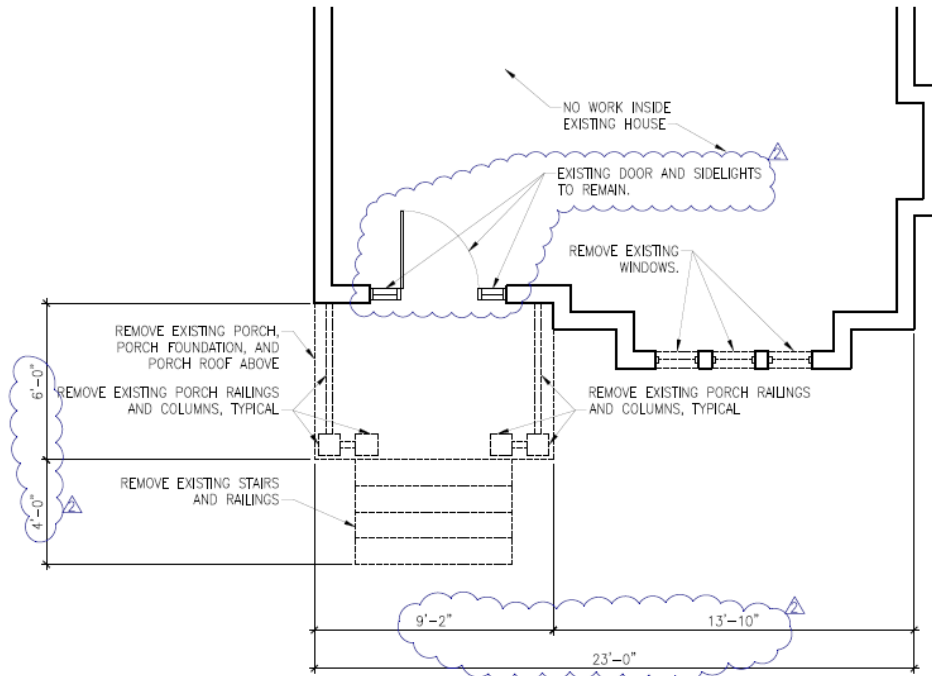 NO WORK INSIDE
EXISTING HOUSE
2
EXISTING DOOR AND SIDELIGHTS
TO REMAIN.
REMOVE EXISTING
WINDOWS.
REMOVE EXISTING PORCH,
PORCH FOUNDATION, AND
PORCH ROOF ABOVE
6'-0"
REMOVE EXISTING PORCH RAILINGS
AND COLUMNS, TYPICAL
REMOVE EXISTING PORCH RAILINGS
AND COLUMNS, TYPICAL
REMOVE EXISTING STAIRS
AND RAILINGS
4'-0"
2
2
9'-2"
13'-10"
23'-0"